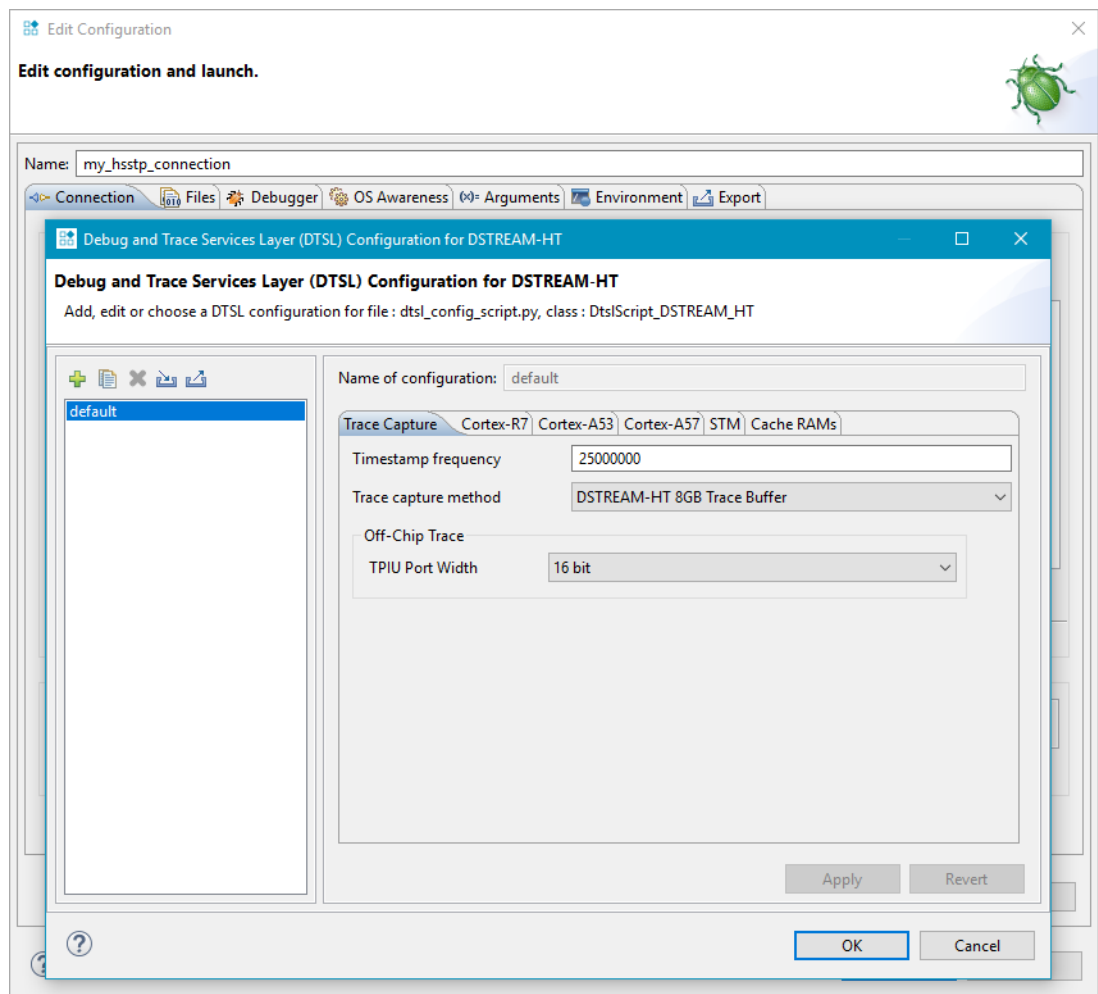 Edit Configuration
Edit configuration and launch.
Name: my_hsstp_connection
Connection Files Debugger OS Awareness (x)= Arguments Environment Export
Debug and Trace Services Layer (DTSL) Configuration for DSTREAM-HT
Debug and Trace Services Layer (DTSL) Configuration for DSTREAM-HT
Add, edit or choose a DTSL configuration for file : dtsl_config_script.py, class : DtslScript_DSTREAM_HT
default
Name of configuration: default
Trace Capture Cortex-R7 Cortex-A53 Cortex-A57 STM Cache RAMs
Timestamp frequency 25000000
Trace capture method DSTREAM-HT 8GB Trace Buffer
Off-Chip Trace
TPIU Port Width 16 bit
Apply Revert
OK Cancel